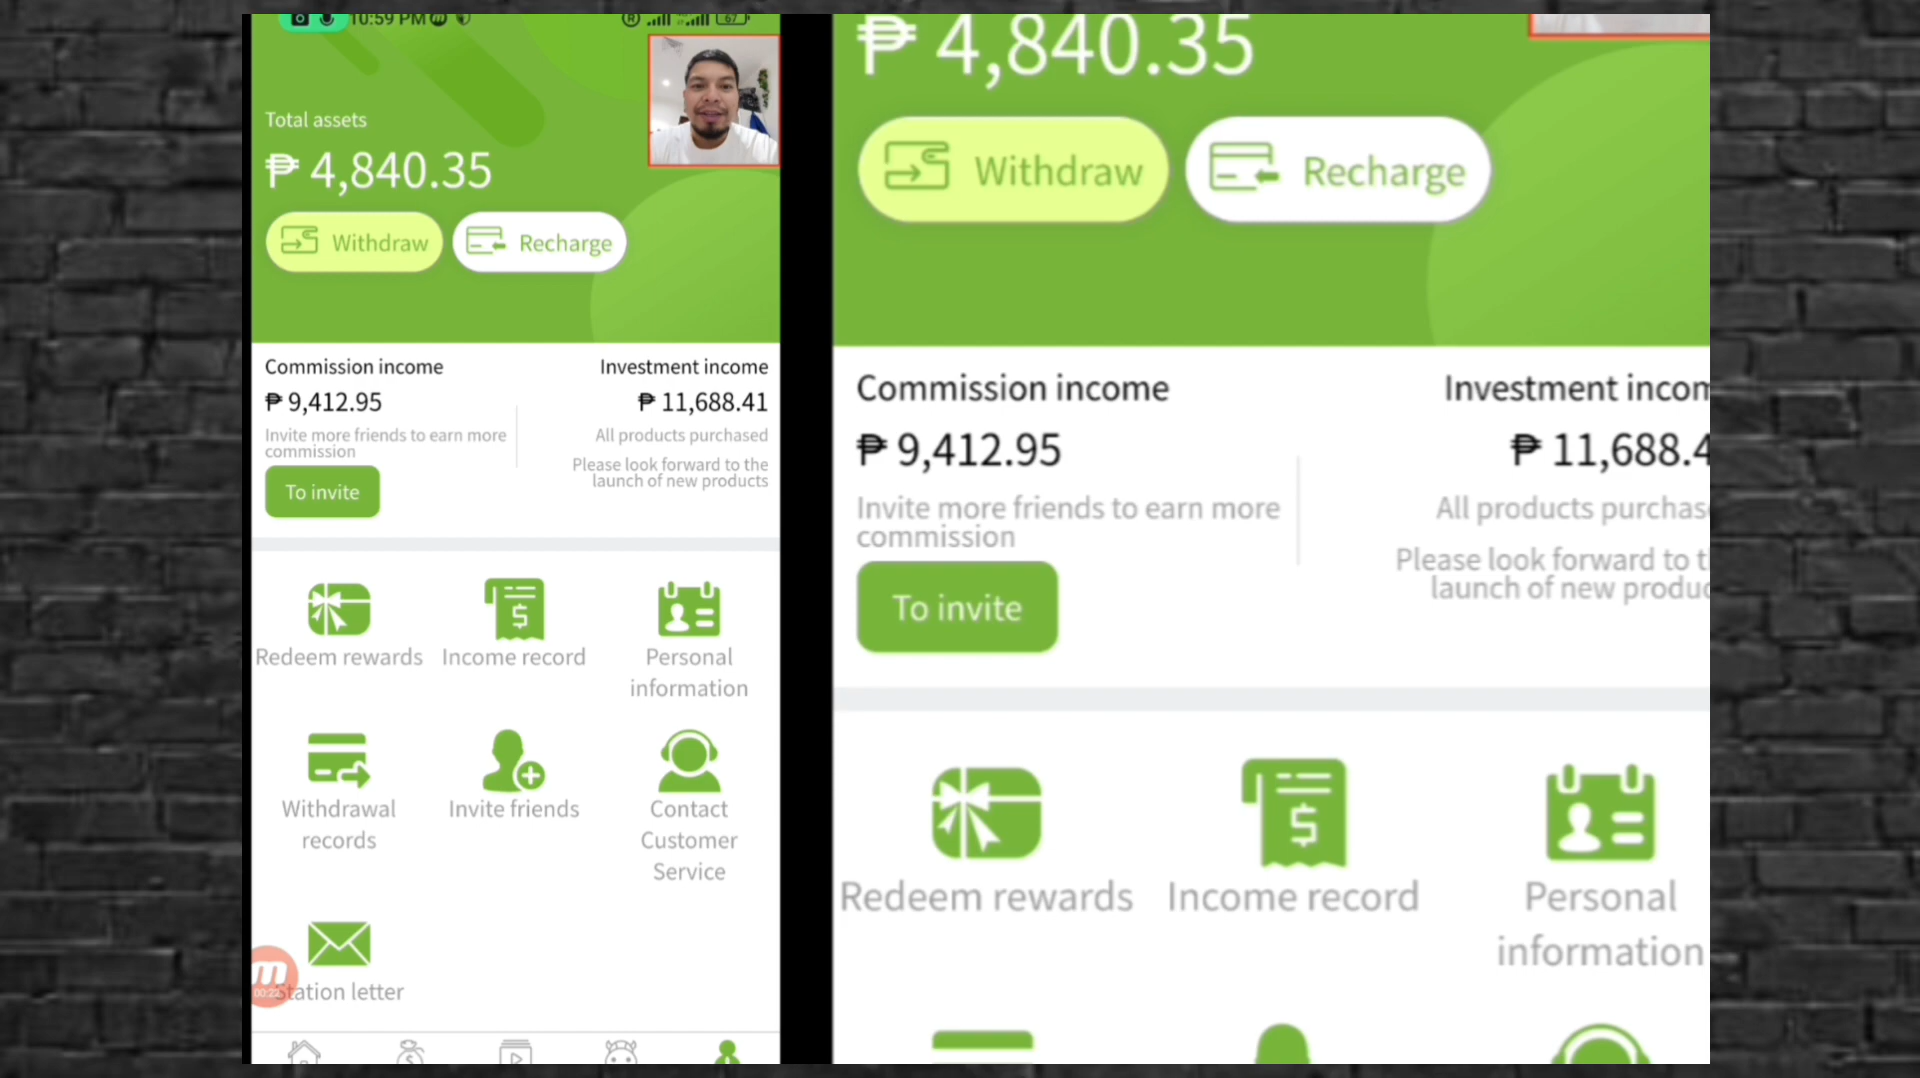 10:59 PM
67
Total assets
₱ 4,840.35
Withdraw
Recharge
Commission income
Investment income
₱ 9,412.95
₱ 11,688.41
Invite more friends to earn more
commission
All products purchased
Please look forward to the
launch of new products
To invite
Redeem rewards
Income record
Personal
information
Withdrawal
records
Invite friends
Contact
Customer
Service
00:22
Station letter
₱ 4,840.35
Withdraw
Recharge
Commission income
Investment incom
₱ 9,412.95
₱ 11,688.4
Invite more friends to earn more
commission
All products purchas
Please look forward to t
launch of new produc
To invite
Redeem rewards
Income record
Personal
information